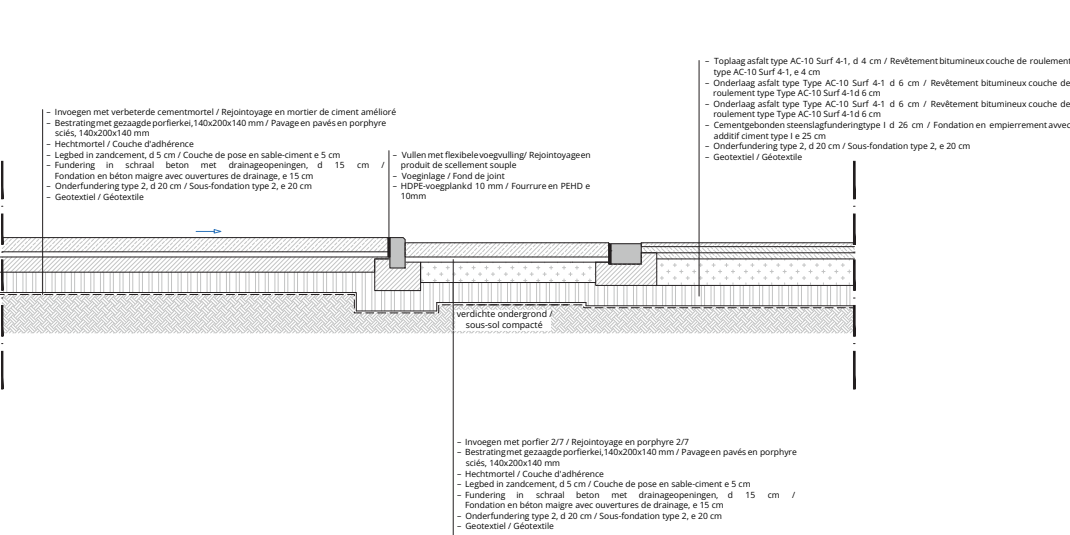 – Invoegen met verbeterde cementmortel / Rejointoyage en mortier de ciment amélioré
– Bestrating met gezaagde porfierkei,140x200x140 mm / Pavage en pavés en porphyre
sciés, 140x200x140 mm
– Hechtmortel / Couche d'adhérence
– Legbed in zandcement, d 5 cm / Couche de pose en sable-ciment e 5 cm
– Fundering in schraal beton met drainageopeningen, d 15 cm /
Fondation en béton maigre avec ouvertures de drainage, e 15 cm
– Onderfundering type 2, d 20 cm / Sous-fondation type 2, e 20 cm
– Geotextiel / Géotextile
– Vullen met flexibele voegvulling/ Rejointoyage en
produit de scellement souple
– Voeginlage / Fond de joint
– HDPE-voegplank d 10 mm / Fourrure en PEHD e
10mm
– Toplaag asfalt type AC-10 Surf 4-1, d 4 cm / Revêtement bitumineux couche de roulement
type AC-10 Surf 4-1, e 4 cm
– Onderlaag asfalt type Type AC-10 Surf 4-1 d 6 cm / Revêtement bitumineux couche de
roulement type Type AC-10 Surf 4-1d 6 cm
– Onderlaag asfalt type Type AC-10 Surf 4-1 d 6 cm / Revêtement bitumineux couche de
roulement type Type AC-10 Surf 4-1d 6 cm
– Cementgebonden steenslagfundering type I d 26 cm / Fondation en empierrement avvec
additif ciment type I e 25 cm
– Onderfundering type 2, d 20 cm / Sous-fondation type 2, e 20 cm
– Geotextiel / Géotextile
verdichte ondergrond /
sous-sol compacté
– Invoegen met porfier 2/7 / Rejointoyage en porphyre 2/7
– Bestrating met gezaagde porfierkei,140x200x140 mm / Pavage en pavés en porphyre
sciés, 140x200x140 mm
– Hechtmortel / Couche d'adhérence
– Legbed in zandcement, d 5 cm / Couche de pose en sable-ciment e 5 cm
– Fundering in schraal beton met drainageopeningen, d 15 cm /
Fondation en béton maigre avec ouvertures de drainage, e 15 cm
– Onderfundering type 2, d 20 cm / Sous-fondation type 2, e 20 cm
– Geotextiel / Géotextile